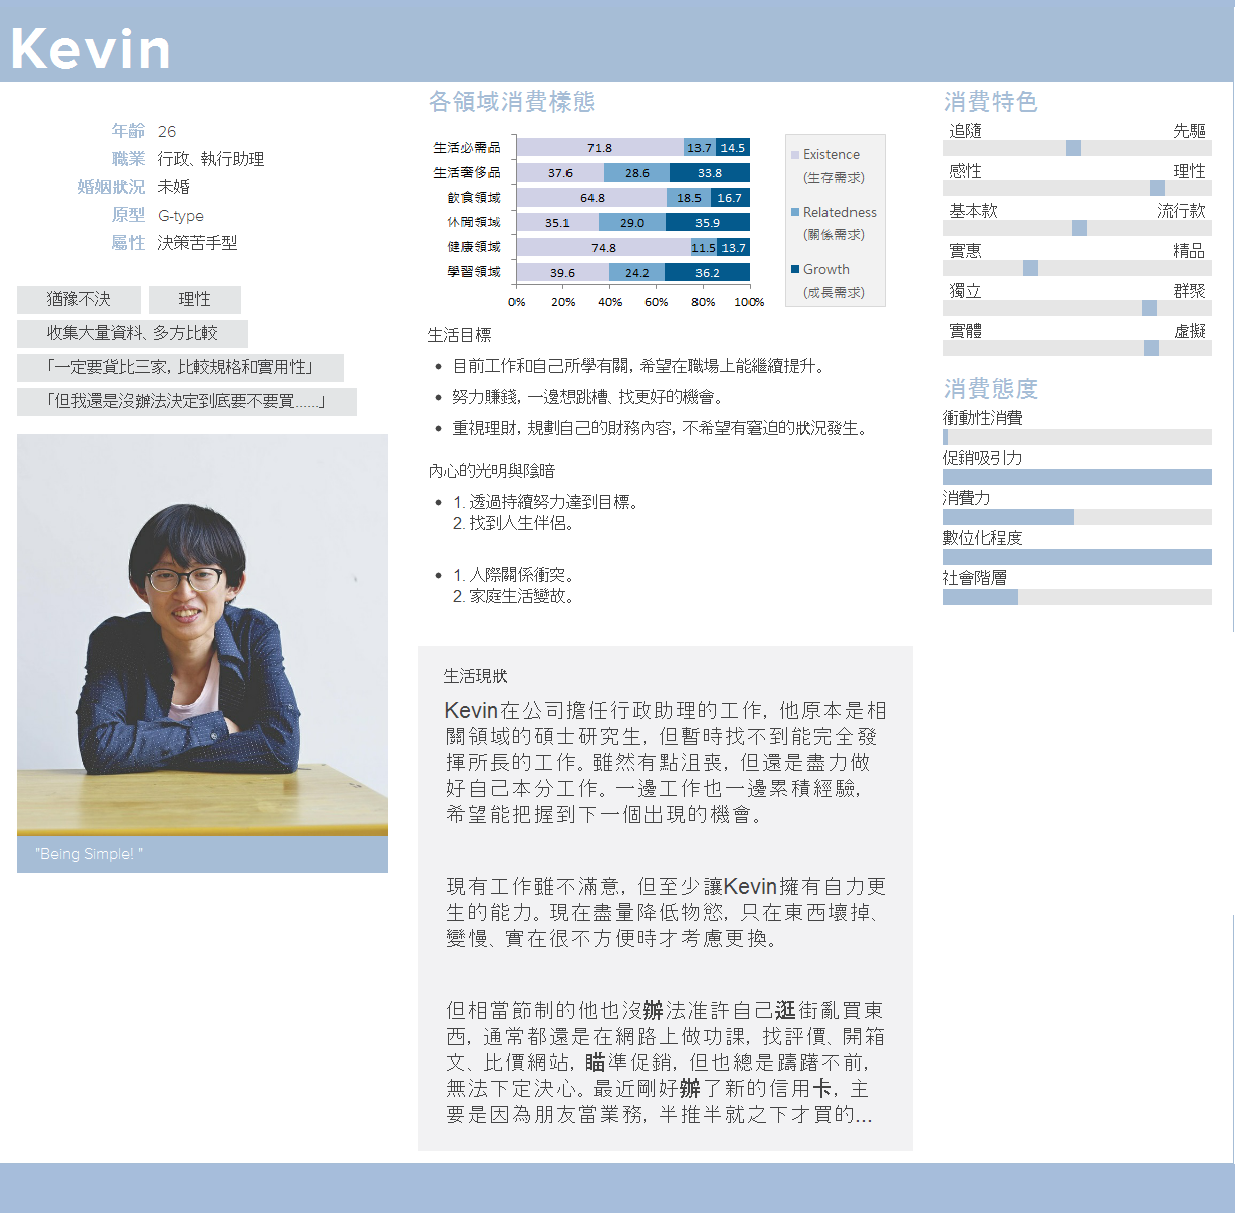 Kevin
年齡 26
職業 行政、執行助理
婚姻狀況 未婚
原型 G-type
屬性 決策苦手型
猶豫不決 理性
收集大量資料、多方比較
「一定要貨比三家，比較規格和實用性」
「但我還是沒辦法決定到底要不要買......」
"Being Simple! "
各領域消費樣態
生活必需品 71.8 13.7 14.5
生活奢侈品 37.6 28.6 33.8
飲食領域 64.8 18.5 16.7
休閒領域 35.1 29.0 35.9
健康領域 74.8 11.5 13.7
學習領域 39.6 24.2 36.2
0% 20% 40% 60% 80% 100%
Existence
(生存需求)
Relatedness
(關係需求)
Growth
(成長需求)
生活目標
• 目前工作和自己所學有關，希望在職場上能繼續提升。
• 努力賺錢，一邊想跳槽、找更好的機會。
• 重視理財，規劃自己的財務內容，不希望有窘迫的狀況發生。
內心的光明與陰暗
• 1. 透過持續努力達到目標。
2. 找到人生伴侶。
• 1. 人際關係衝突。
2. 家庭生活變故。
生活現狀
Kevin在公司擔任行政助理的工作，他原本是相
關領域的碩士研究生，但暫時找不到能完全發
揮所長的工作。雖然有點沮喪，但還是盡力做
好自己本分工作。一邊工作也一邊累積經驗，
希望能把握到下一個出現的機會。
現有工作雖不滿意，但至少讓Kevin擁有自力更
生的能力。現在盡量降低物慾，只在東西壞掉、
變慢、實在很不方便時才考慮更換。
但相當節制的他也沒辦法准許自己逛街亂買東
西，通常都還是在網路上做功課，找評價、開箱
文、比價網站，瞄準促銷，但也總是躊躇不前，
無法下定決心。最近剛好辦了新的信用卡，主
要是因為朋友當業務，半推半就之下才買的...
消費特色
追隨 先驅
感性 理性
基本款 流行款
實惠 精品
獨立 群聚
實體 虛擬
消費態度
衝動性消費
促銷吸引力
消費力
數位化程度
社會階層